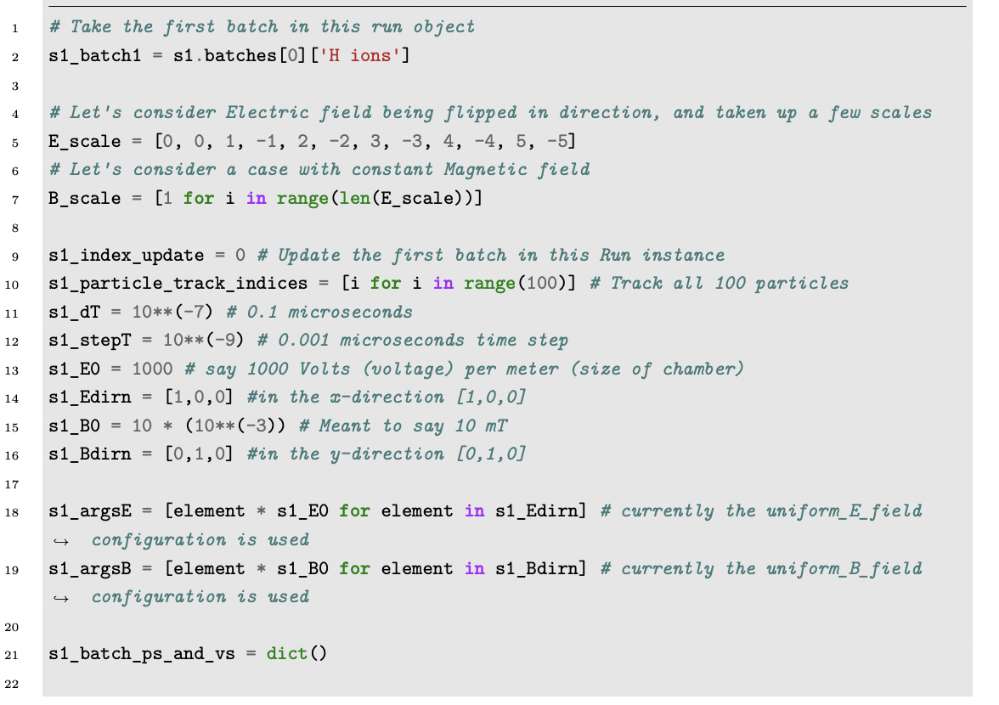 1 # Take the first batch in this run object
2 s1_batch1 = s1.batches[0]['H ions']
3
4 # Let's consider Electric field being flipped in direction, and taken up a few scales
5 E_scale = [0, 0, 1, -1, 2, -2, 3, -3, 4, -4, 5, -5]
6 # Let's consider a case with constant Magnetic field
7 B_scale = [1 for i in range(len(E_scale))]
8
9 s1_index_update = 0 # Update the first batch in this Run instance
10 s1_particle_track_indices = [i for i in range(100)] # Track all 100 particles
11 s1_dT = 10**(-7) # 0.1 microseconds
12 s1_stepT = 10**(-9) # 0.001 microseconds time step
13 s1_E0 = 1000 # say 1000 Volts (voltage) per meter (size of chamber)
14 s1_Edirn = [1,0,0] #in the x-direction [1,0,0]
15 s1_B0 = 10 * (10**(-3)) # Meant to say 10 mT
16 s1_Bdirn = [0,1,0] #in the y-direction [0,1,0]
17
18 s1_argsE = [element * s1_E0 for element in s1_Edirn] # currently the uniform_E_field
↪ configuration is used
19 s1_argsB = [element * s1_B0 for element in s1_Bdirn] # currently the uniform_B_field
↪ configuration is used
20
21 s1_batch_ps_and_vs = dict()
22